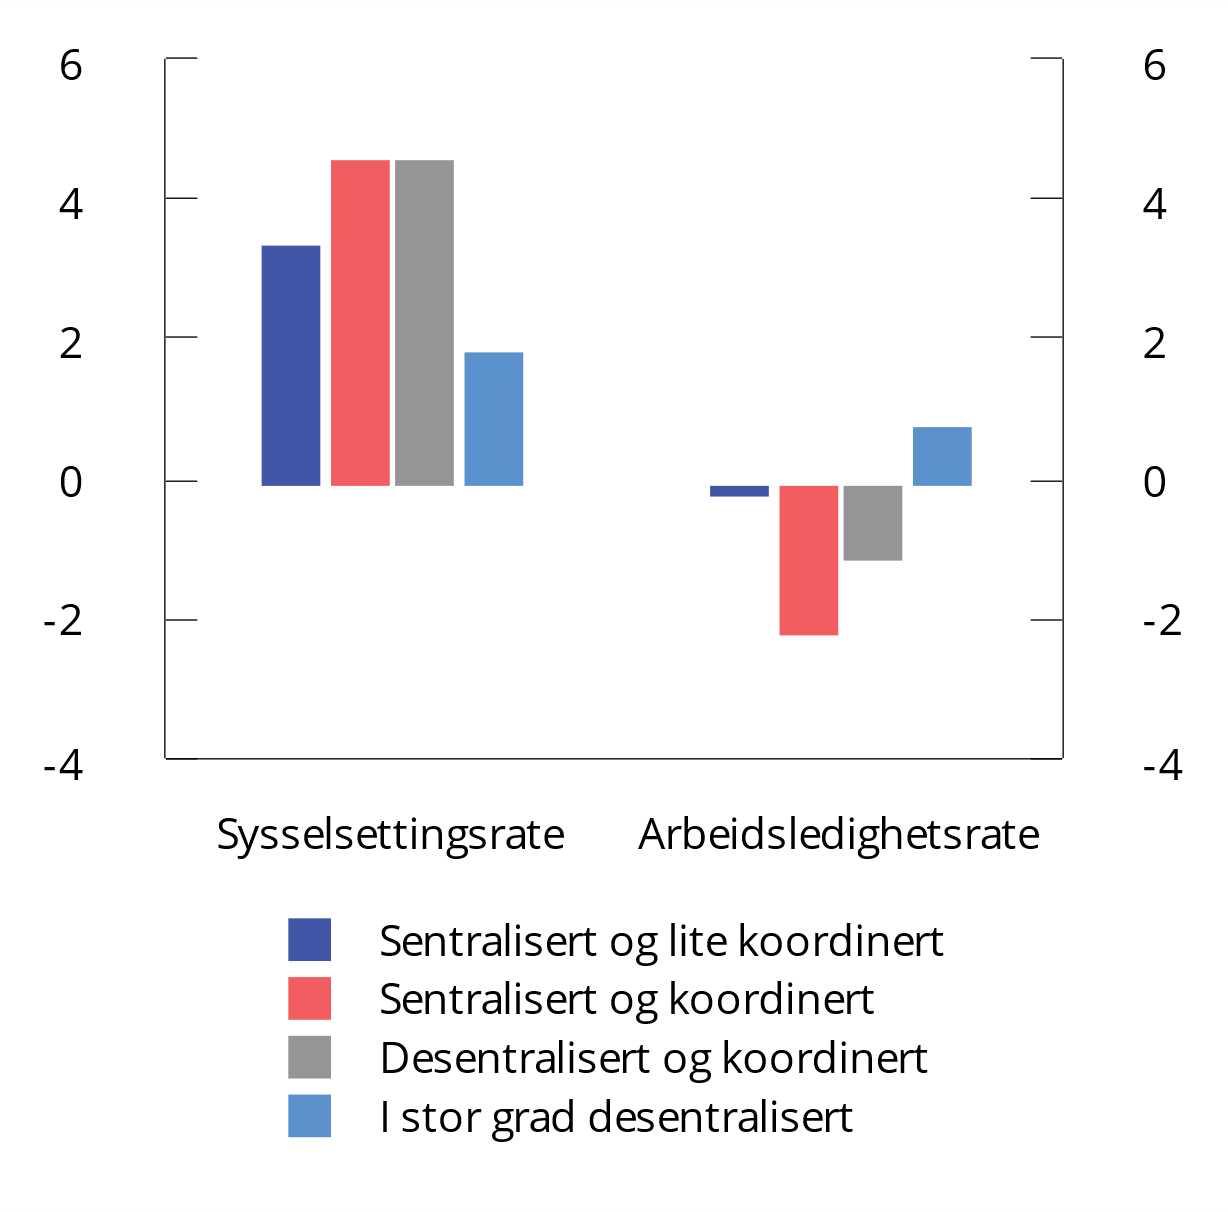 6 6
4 4
2 2
0 0
-2 -2
-4 -4
Sysselsettingsrate Arbeidsledighetsrate
Sentralisert og lite koordinert
Sentralisert og koordinert
Desentralisert og koordinert
I stor grad desentralisert